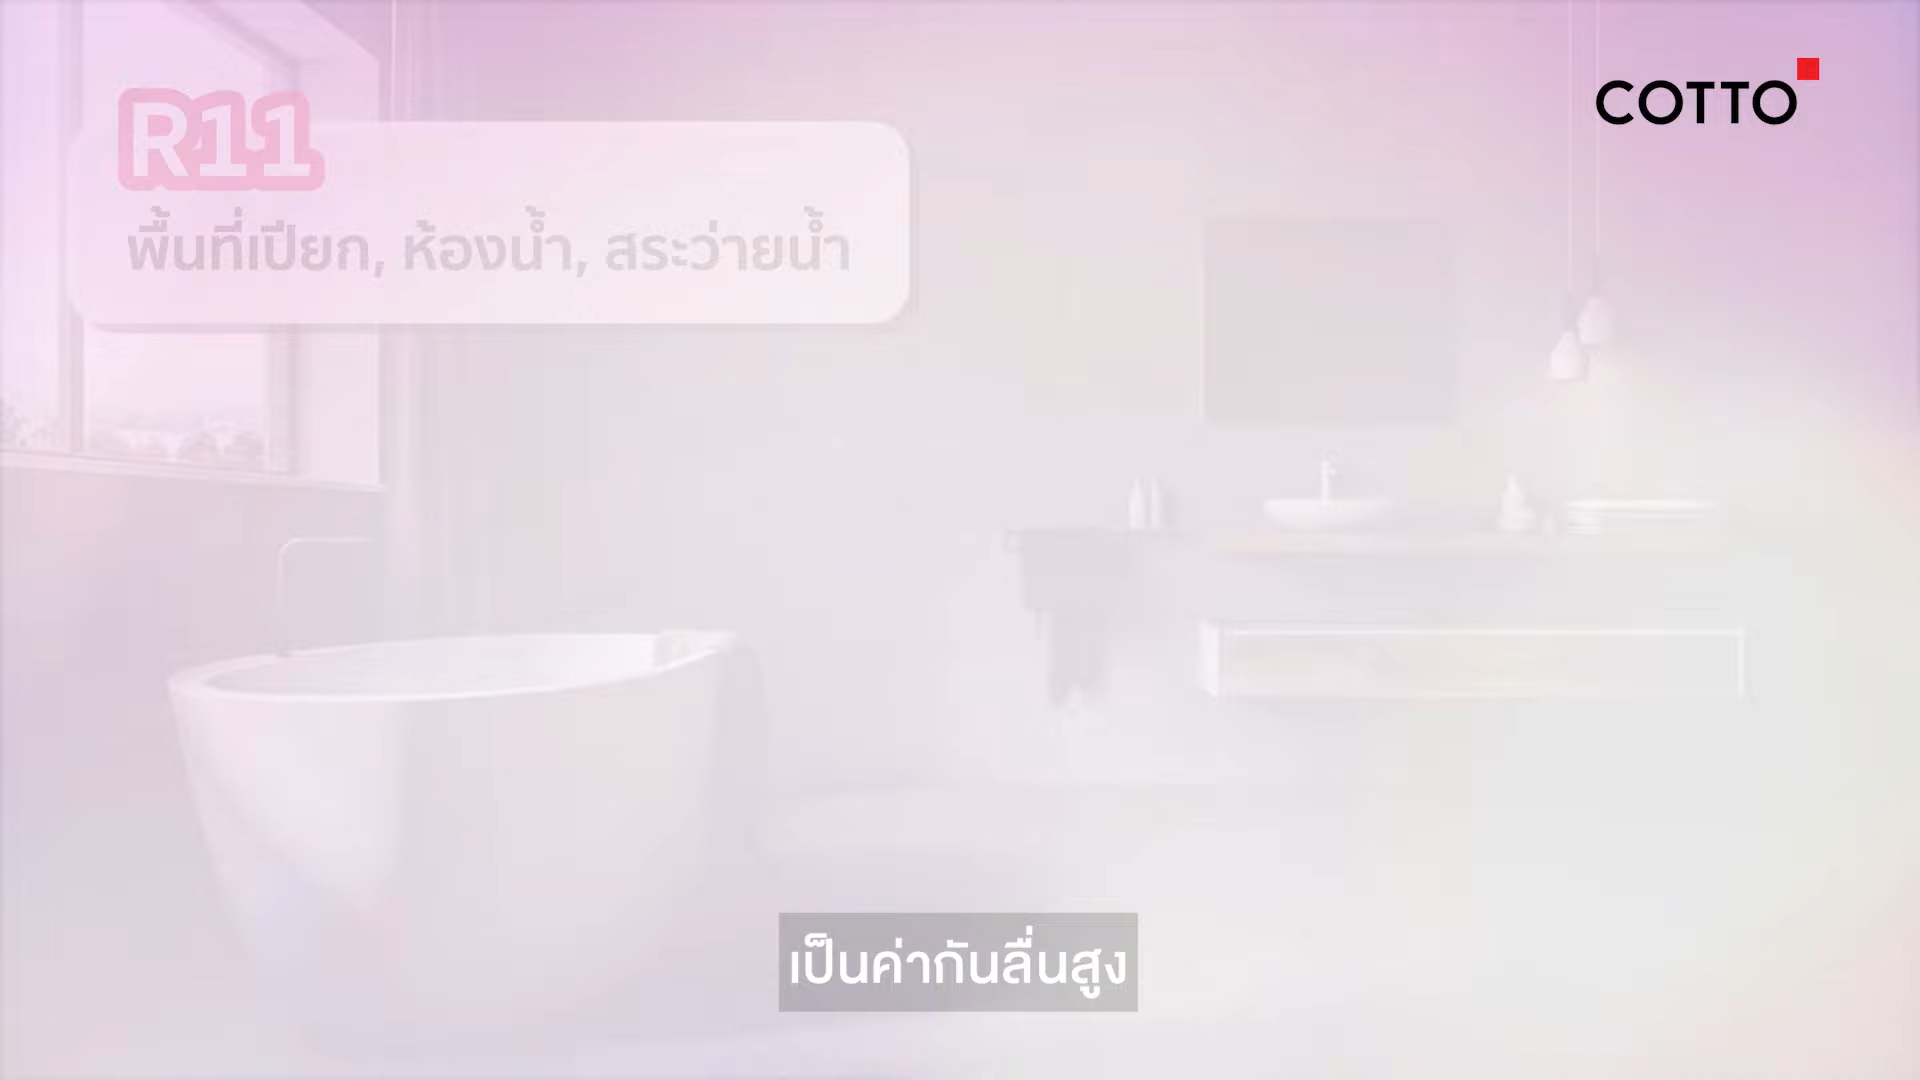 COTTO
R11
พื้นที่เปียก, ห้องน้ำ, สระว่ายน้ำ
เป็นค่ากันลื่นสูง